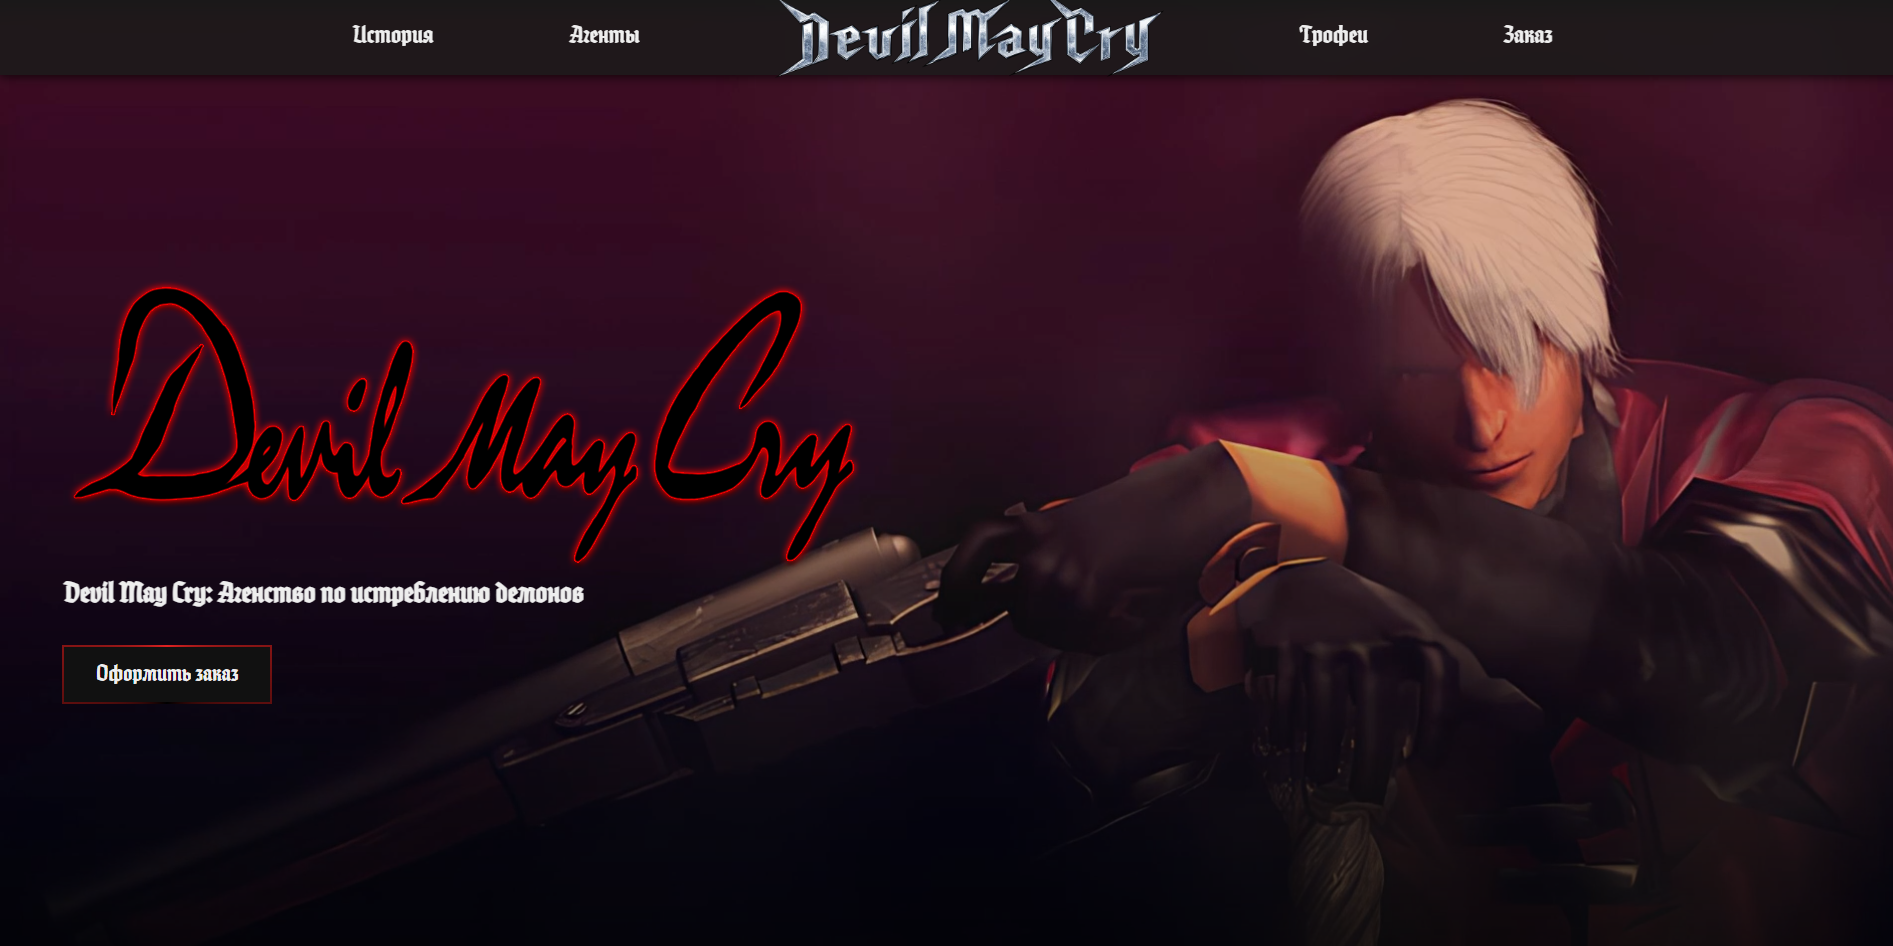 История
Агенты
Devil May Cry
Трофеи
Заказ
Devil May Cry
Devil May Cry: Агенство по истреблению демонов
Оформить заказ